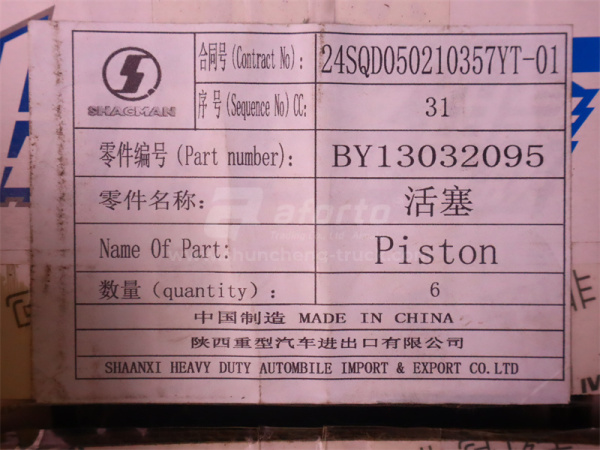 SHACMAN
合同号(Contract No): 24SQD050210357YT-01
序号(Sequence No)CC: 31
零件编号(Part number): BY13032095
零件名称: 活塞
Name Of Part: Piston
数量(quantity): 6
中国制造 MADE IN CHINA
陕西重型汽车进出口有限公司
SHAANXI HEAVY DUTY AUTOMBILE IMPORT & EXPORT CO.LTD
aforto